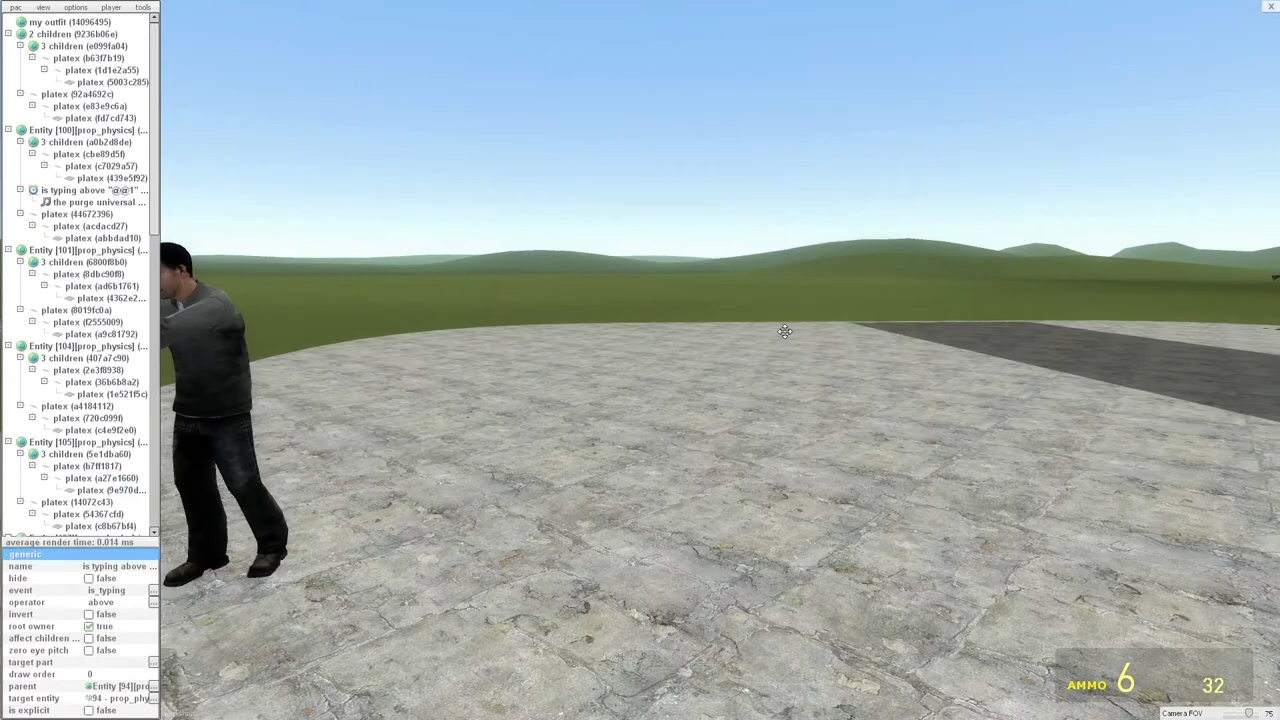 pac view options player tools
my outfit (14096495)
2 children (9236b06e)
3 children (e099fa04)
platex (b63f7b19)
platex (1d1e2a55)
platex (5003c285)
platex (92a4692c)
platex (e83e9c6a)
platex (fd7cd743)
Entity [100][prop_physics] (...
3 children (a0b2d8de)
platex (cbe89d5f)
platex (c7029a57)
platex (439e5f92)
is typing above "@@1" ...
the purge universal ...
platex (44672396)
platex (acdacd27)
platex (abbdad10)
Entity [101][prop_physics] (...
3 children (6800f8b0)
platex (8dbc90f8)
platex (ad6b1761)
platex (4362e2...
platex (8019fc0a)
platex (f2555009)
platex (a9c81792)
Entity [104][prop_physics] (...
3 children (407a7c90)
platex (2e3f8938)
platex (36b6b8a2)
platex (1e521f5c)
platex (a4184112)
platex (720c099f)
platex (c4e9f2e0)
Entity [105][prop_physics] (...
3 children (5e1dba60)
platex (b7ff1817)
platex (a27e1660)
platex (9e970d...
platex (14072c43)
platex (54367cfd)
platex (c8b67bf4)
average render time: 0.014 ms
generic
name is typing above ...
hide false
event is_typing ...
operator above ...
invert false
root owner true
affect children ... false
zero eye pitch false
target part ...
draw order 0
parent Entity [94][pro ...
target entity 94 - prop_phy ...
is explicit false
AMMO 6 32
Camera FOV 75